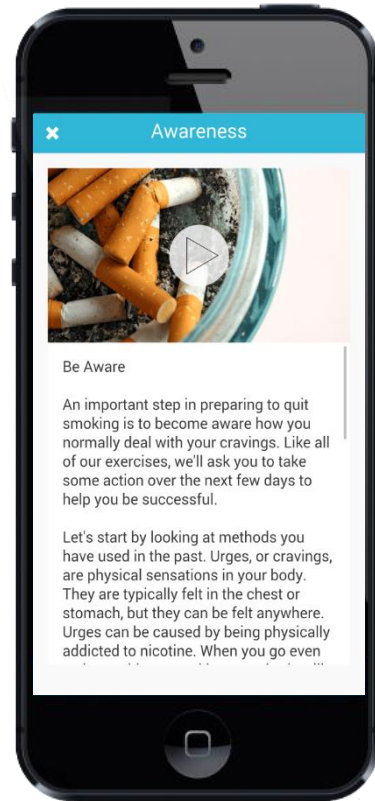 Awareness
Be Aware
An important step in preparing to quit
smoking is to become aware how you
normally deal with your cravings. Like all
of our exercises, we'll ask you to take
some action over the next few days to
help you be successful.
Let's start by looking at methods you
have used in the past. Urges, or cravings,
are physical sensations in your body.
They are typically felt in the chest or
stomach, but they can be felt anywhere.
Urges can be caused by being physically
addicted to nicotine. When you go even